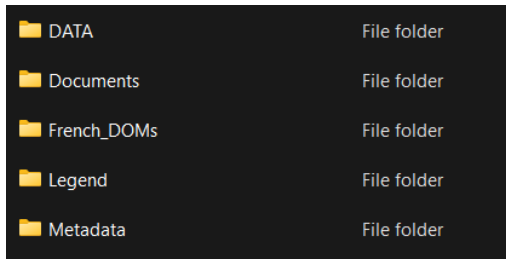 DATA File folder
Documents File folder
French_DOMs File folder
Legend File folder
Metadata File folder